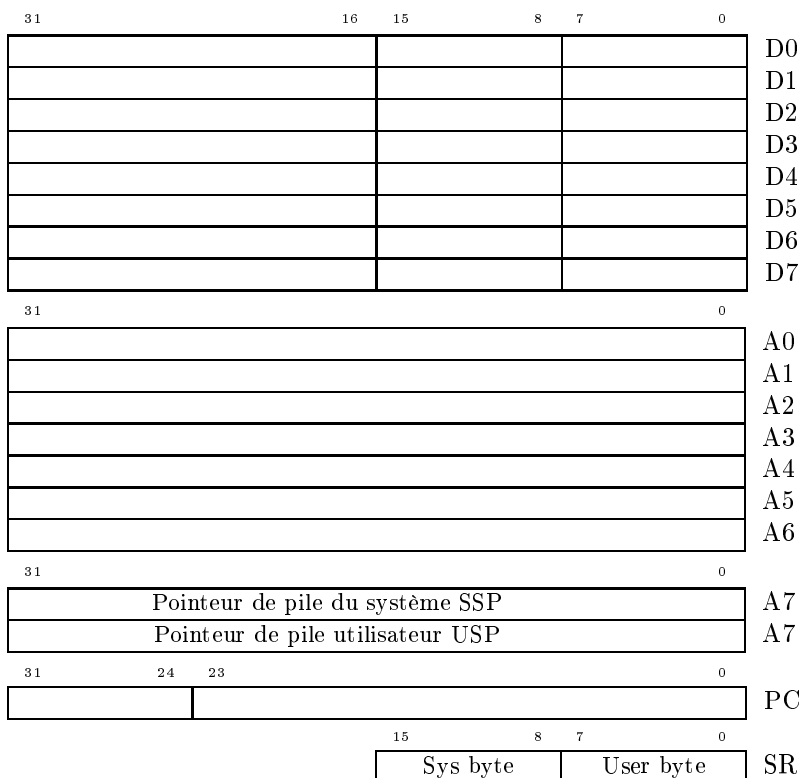 31 16 15 8 7 0
D0
D1
D2
D3
D4
D5
D6
D7
31 0
A0
A1
A2
A3
A4
A5
A6
31 0
Pointeur de pile du système SSP A7
Pointeur de pile utilisateur USP A7
31 24 23 0
PC
15 8 7 0
Sys byte User byte SR